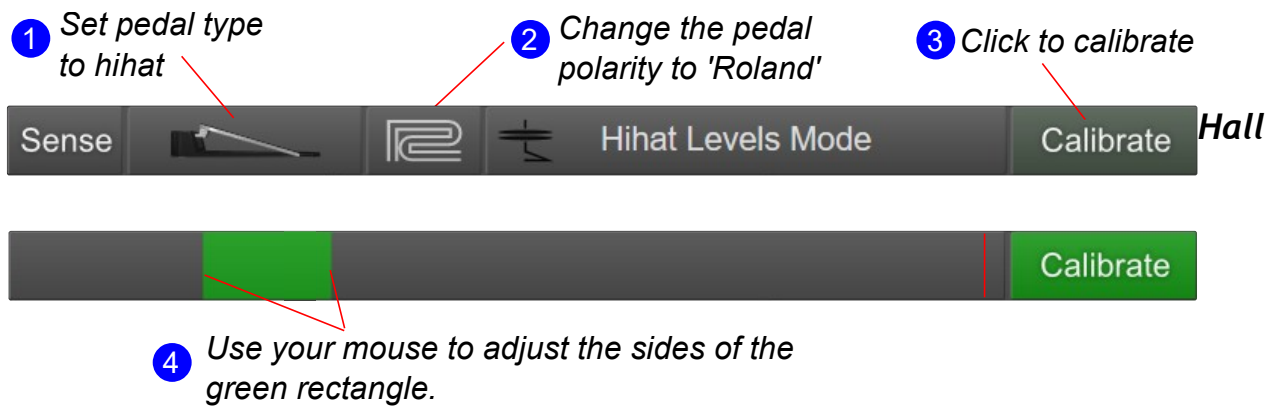 1 Set pedal type
to hihat
2 Change the pedal
polarity to 'Roland'
3 Click to calibrate
Sense
Hihat Levels Mode
Calibrate
Hall
Calibrate
4 Use your mouse to adjust the sides of the
green rectangle.